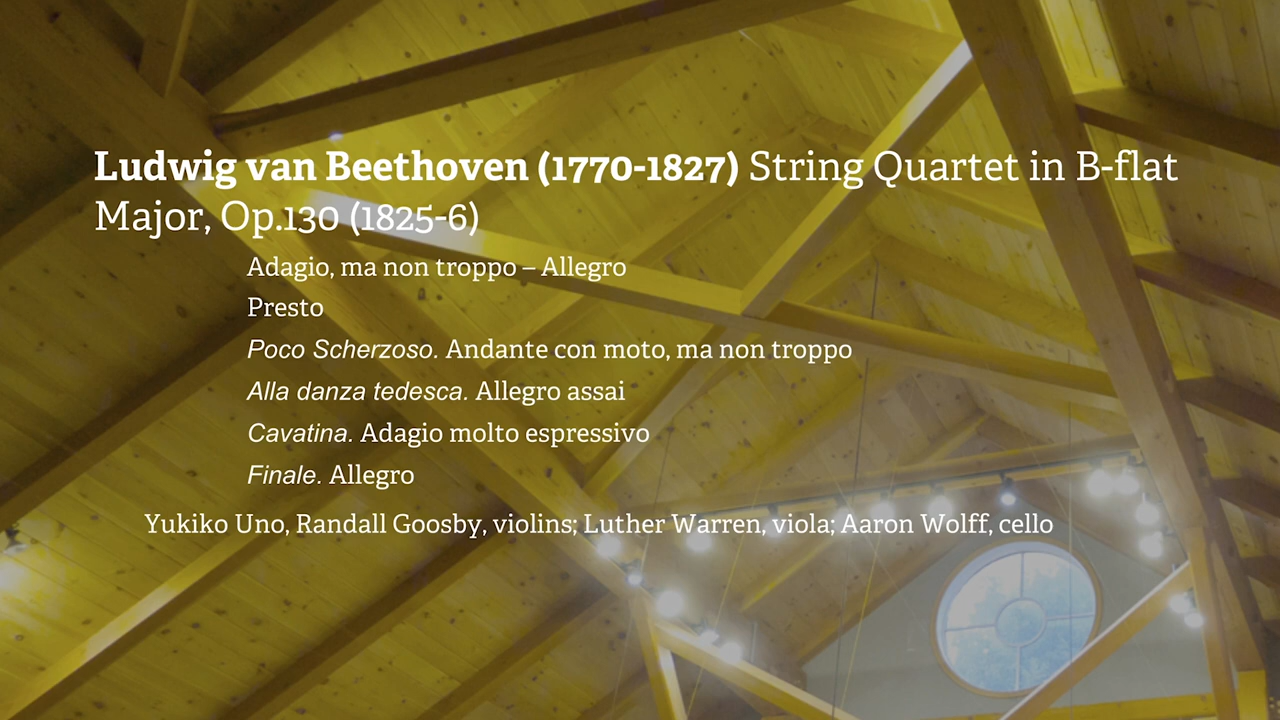 Ludwig van Beethoven (1770-1827) String Quartet in B-flat
Major, Op.130 (1825-6)
Adagio, ma non troppo – Allegro
Presto
Poco Scherzoso. Andante con moto, ma non troppo
Alla danza tedesca. Allegro assai
Cavatina. Adagio molto espressivo
Finale. Allegro
Yukiko Uno, Randall Goosby, violins; Luther Warren, viola; Aaron Wolff, cello